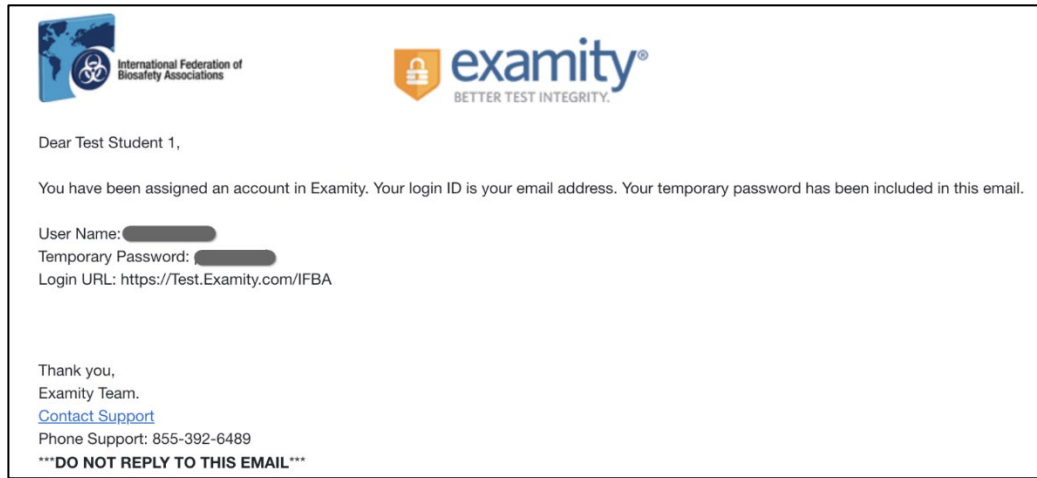 International Federation of
Biosafety Associations
examity®
BETTER TEST INTEGRITY.
Dear Test Student 1,
You have been assigned an account in Examity. Your login ID is your email address. Your temporary password has been included in this email.
User Name:
Temporary Password:
Login URL: https://Test.Examity.com/IFBA
Thank you,
Examity Team.
Contact Support
Phone Support: 855-392-6489
***DO NOT REPLY TO THIS EMAIL***